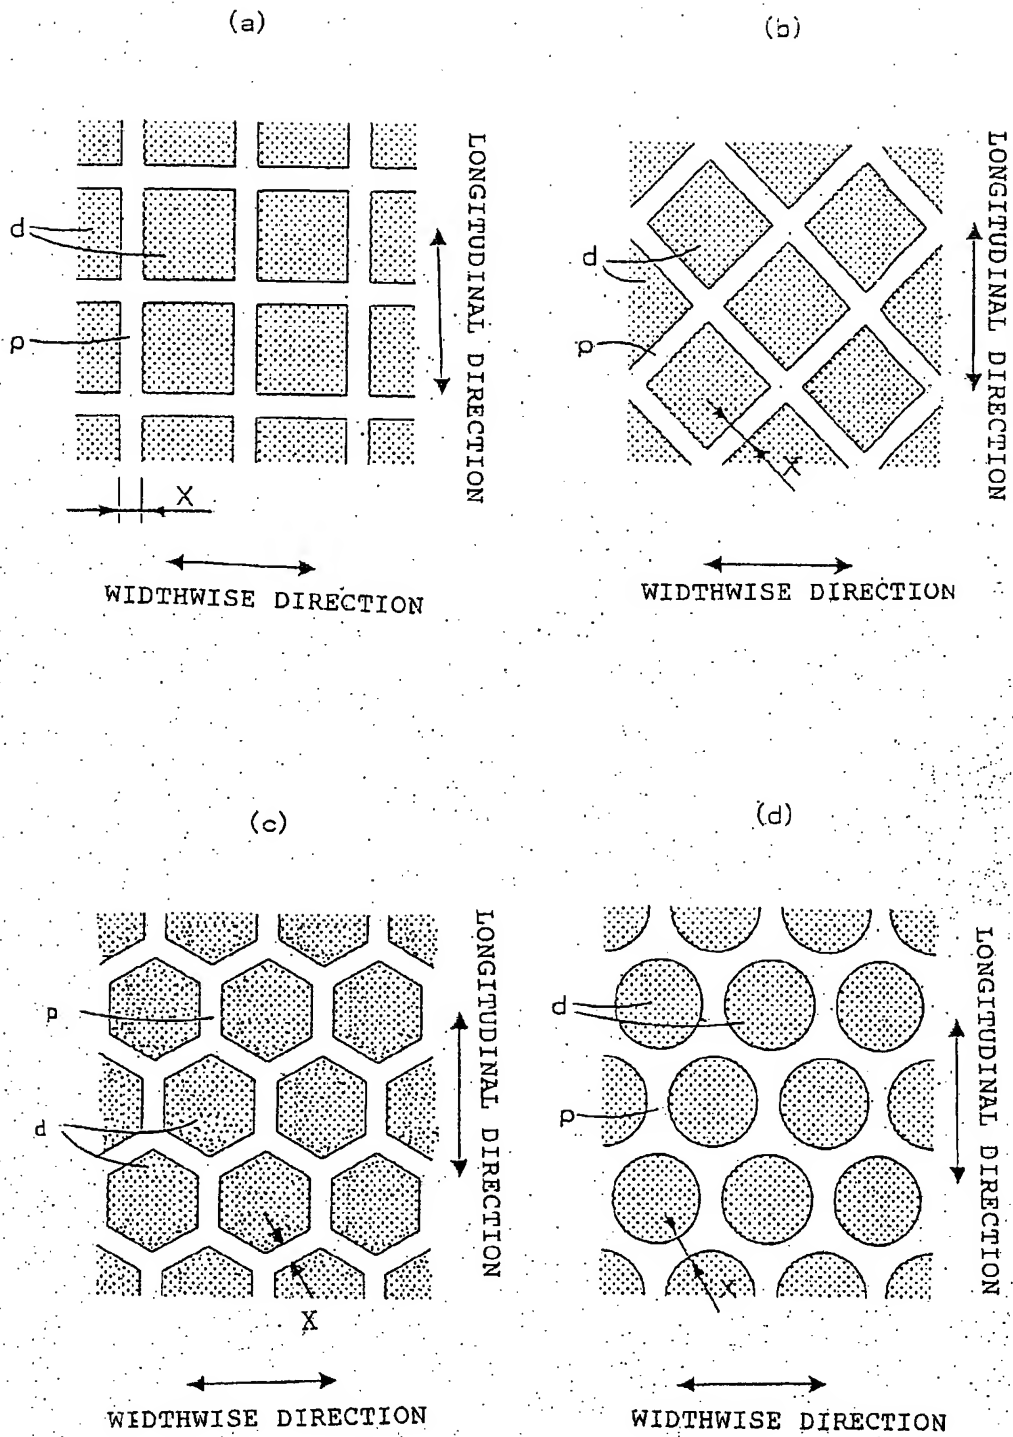 (a)
LONGITUDINAL DIRECTION
d
p
X
WIDTHWISE DIRECTION
(b)
LONGITUDINAL DIRECTION
d
p
X
WIDTHWISE DIRECTION
(c)
LONGITUDINAL DIRECTION
p
d
X
WIDTHWISE DIRECTION
(d)
LONGITUDINAL DIRECTION
d
p
X
WIDTHWISE DIRECTION